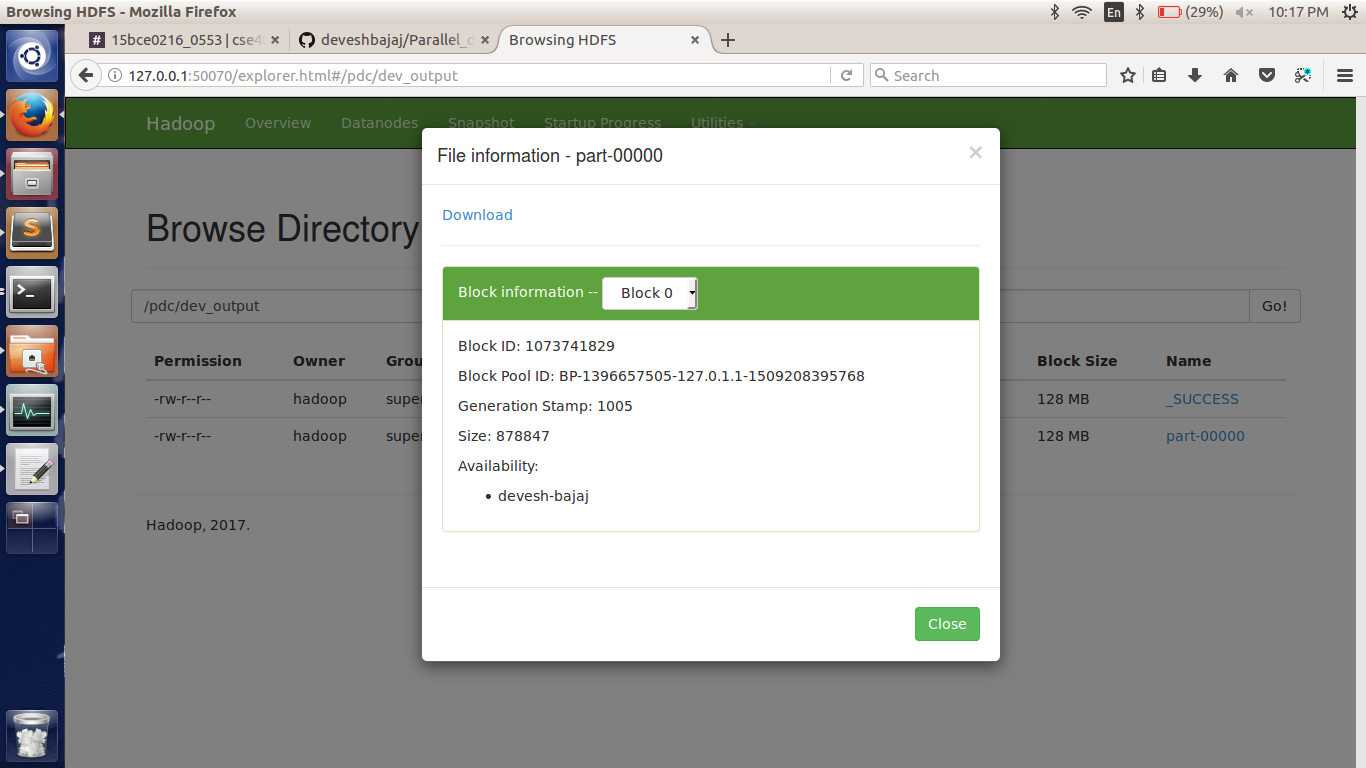 Browsing HDFS - Mozilla Firefox
En
(29%)
10:17 PM
# 15bce0216_0553 | cse4
deveshbajaj/Parallel_d
Browsing HDFS
127.0.0.1:50070/explorer.html#/pdc/dev_output
Search
Hadoop Overview Datanodes Snapshot Startup Progress Utilities
File information - part-00000 ×
Download
Browse Directory
Block information -- Block 0
/pdc/dev_output
Go!
Block ID: 1073741829
Permission Owner Grou Block Size Name
Block Pool ID: BP-1396657505-127.0.1.1-1509208395768
-rw-r--r-- hadoop super 128 MB _SUCCESS
Generation Stamp: 1005
-rw-r--r-- hadoop super 128 MB part-00000
Size: 878847
Availability:
• devesh-bajaj
Hadoop, 2017.
Close